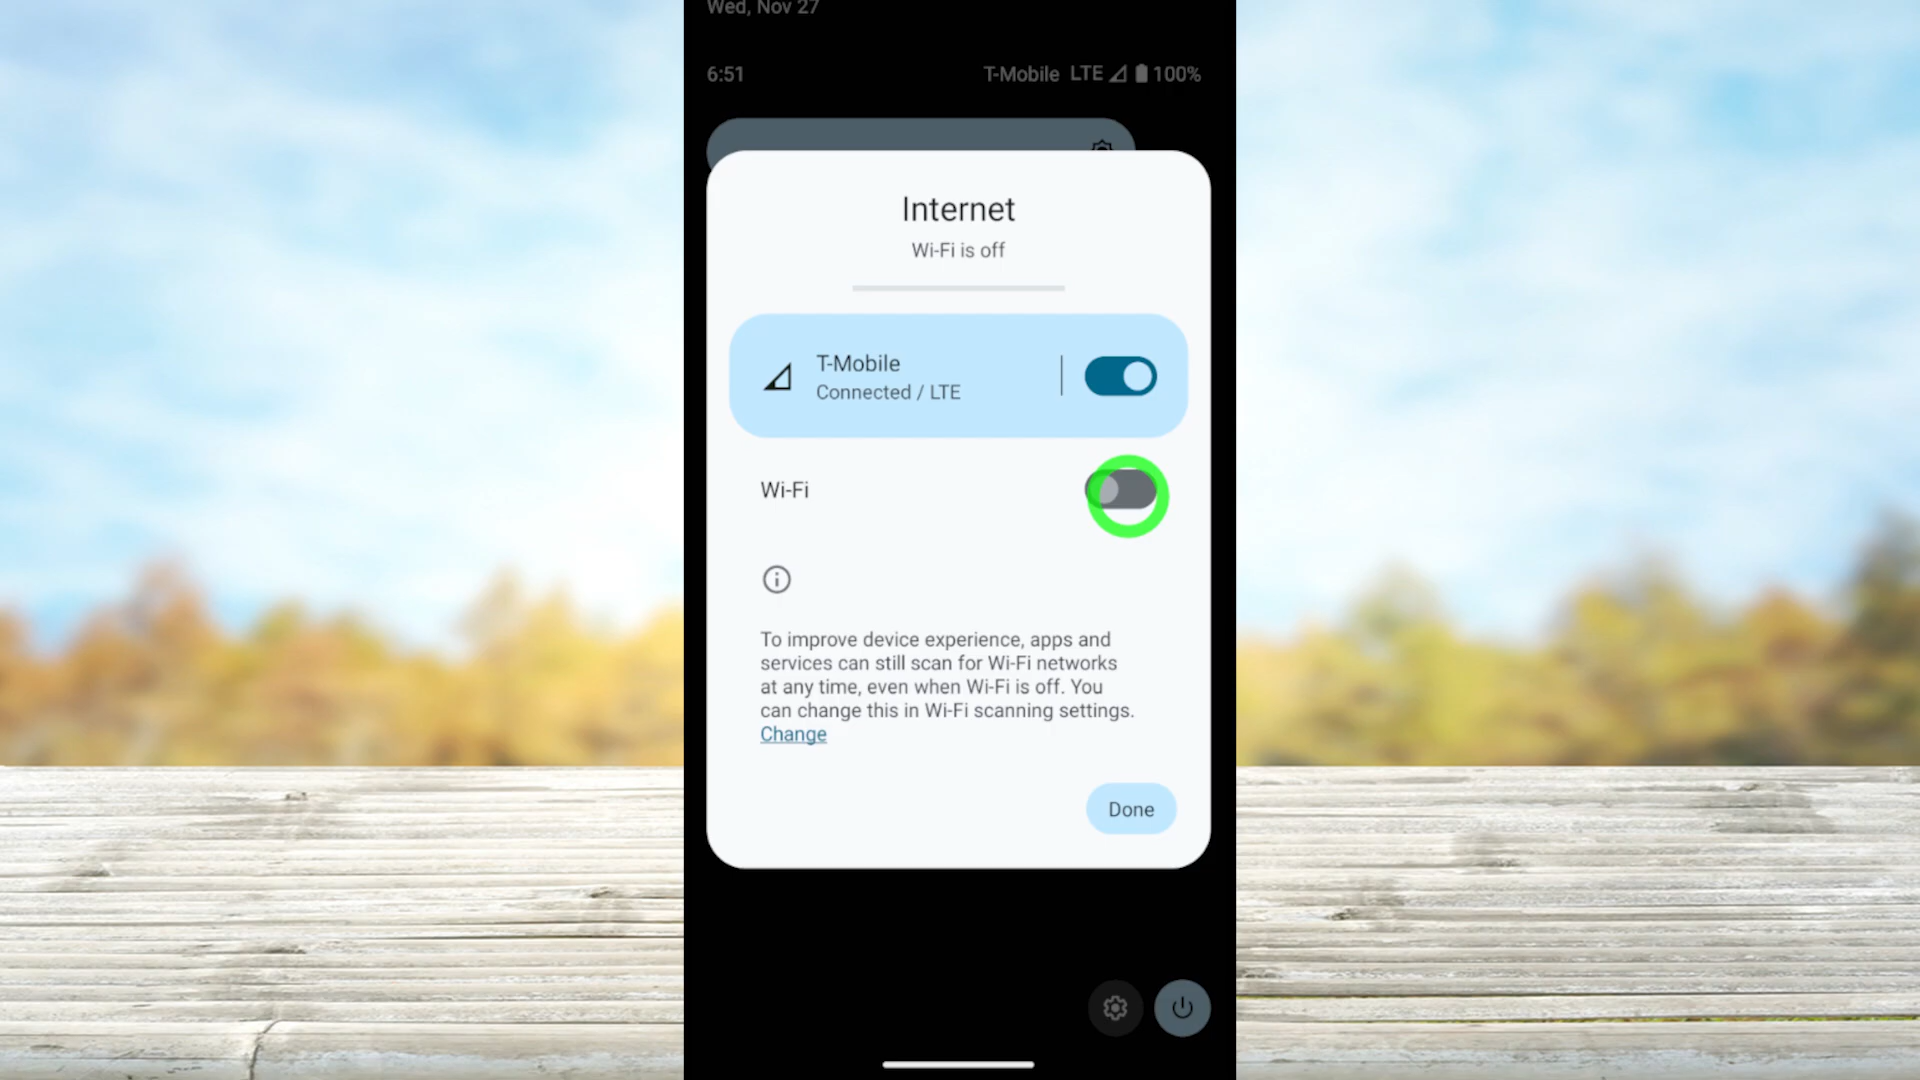 Wed, Nov 27
6:51 T-Mobile LTE 100%
Internet
Wi-Fi is off
T-Mobile
Connected / LTE
Wi-Fi
To improve device experience, apps and
services can still scan for Wi-Fi networks
at any time, even when Wi-Fi is off. You
can change this in Wi-Fi scanning settings.
Change
Done